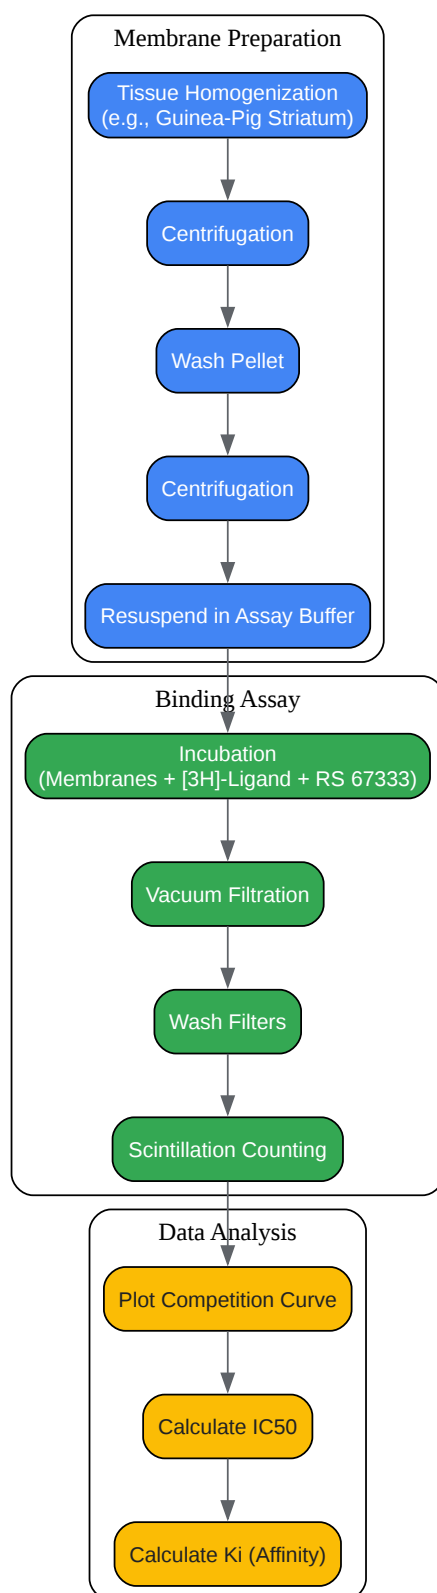 Membrane Preparation
Tissue Homogenization
(e.g., Guinea-Pig Striatum)
Centrifugation
Wash Pellet
Centrifugation
Resuspend in Assay Buffer
Binding Assay
Incubation
(Membranes + [3H]-Ligand + RS 67333)
Vacuum Filtration
Wash Filters
Scintillation Counting
Data Analysis
Plot Competition Curve
Calculate IC50
Calculate Ki (Affinity)